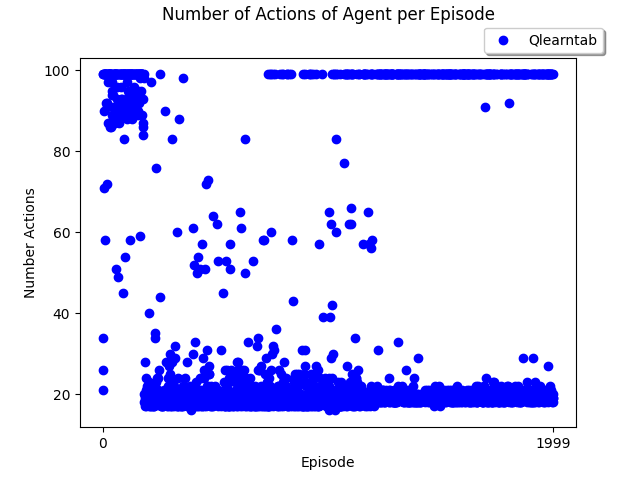 Number of Actions of Agent per Episode
Qlearntab
100
80
60
40
20
Number Actions
0
1999
Episode